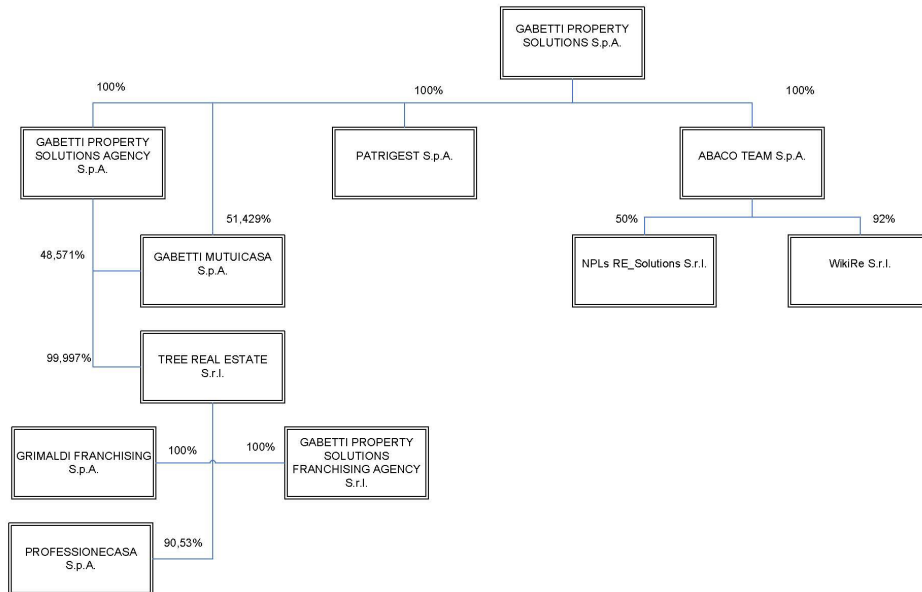 GABETTI PROPERTY
SOLUTIONS S.p.A.
100%
100%
100%
GABETTI PROPERTY
SOLUTIONS AGENCY
S.p.A.
PATRIGEST S.p.A.
ABACO TEAM S.p.A.
51,429%
50%
92%
48,571%
GABETTI MUTUICASA
S.p.A.
NPLs RE_Solutions S.r.l.
WikiRe S.r.l.
99,997%
TREE REAL ESTATE
S.r.l.
GRIMALDI FRANCHISING
S.p.A.
100%
100%
GABETTI PROPERTY
SOLUTIONS
FRANCHISING AGENCY
S.r.l.
PROFESSIONECASA
S.p.A.
90,53%